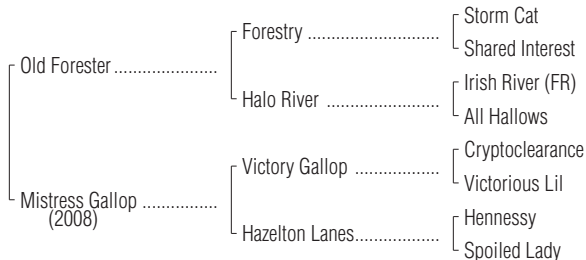 Storm Cat
Forestry ........................
Shared Interest
Old Forester ...................
Irish River (FR)
Halo River .....................
All Hallows
Cryptoclearance
Victory Gallop ................
Victorious Lil
Mistress Gallop ..............
(2008)
Hennessy
Hazelton Lanes................
Spoiled Lady